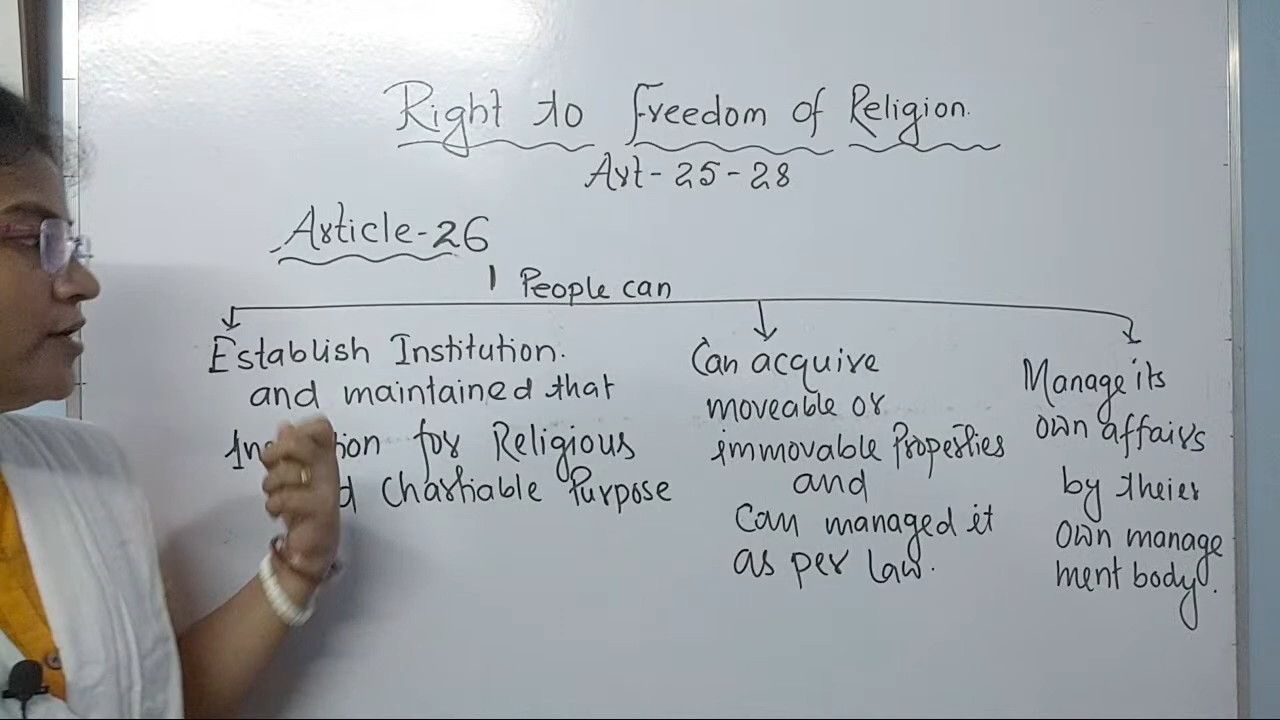 Right to Freedom of Religion.
Art-25-28
Article-26
People can
Establish Institution.
and maintained that
for Religious
Charitable Purpose
Can acquire
moveable or
immovable Properties
and
Can managed it
as per law.
Manage its
own affairs
by theier
own manage
ment body.